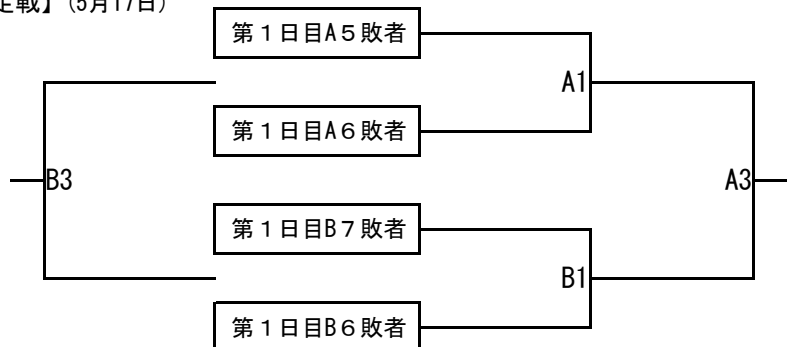 定戦】(5月17日)
第1日目A5敗者
A1
第1日目A6敗者
B3
A3
第1日目B7敗者
B1
第1日目B6敗者